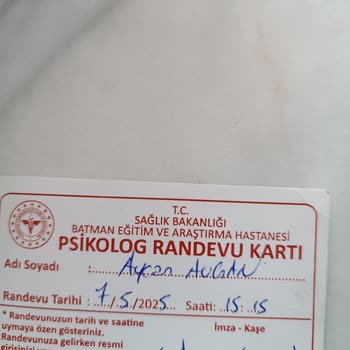 T.C.
SAĞLIK BAKANLIĞI
BATMAN EĞİTİM VE ARAŞTIRMA HASTANESİ
PSİKOLOG RANDEVU KARTI
Adı Soyadı : Aycan
Randevu Tarihi : 7/5/2025 Saati: 15:15
* Randevunuzun tarih ve saatine İmza - Kaşe
uymaya özen gösteriniz.
Randevunuza gelirken resmi